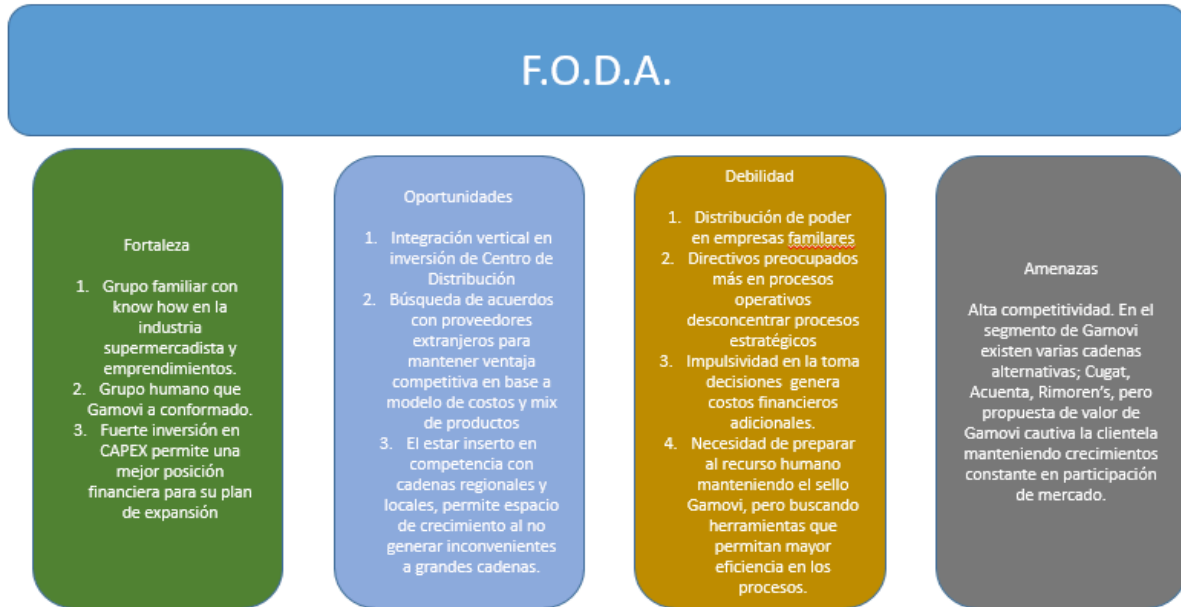 F.O.D.A.
Fortaleza
1. Grupo familiar con
know how en la
industria
supermercadista y
emprendimientos.
2. Grupo humano que
Gamovi a conformado.
3. Fuerte inversión en
CAPEX permite una
mejor posición
financiera para su plan
de expansión
Oportunidades
1. Integración vertical en
inversión de Centro de
Distribución
2. Búsqueda de acuerdos
con proveedores
extranjeros para
mantener ventaja
competitiva en base a
modelo de costos y mix
de productos
3. El estar inserto en
competencia con
cadenas regionales y
locales, permite espacio
de crecimiento al no
generar inconvenientes
a grandes cadenas.
Debilidad
1. Distribución de poder
en empresas familares
2. Directivos preocupados
más en procesos
operativos
desconcentrar procesos
estratégicos
3. Impulsividad en la toma
decisiones genera
costos financieros
adicionales.
4. Necesidad de preparar
al recurso humano
manteniendo el sello
Gamovi, pero buscando
herramientas que
permitan mayor
eficiencia en los
procesos.
Amenazas
Alta competitividad. En el
segmento de Gamovi
existen varias cadenas
alternativas; Cugat,
Acuenta, Rimoren’s, pero
propuesta de valor de
Gamovi cautiva la clientela
manteniendo crecimientos
constante en participación
de mercado.